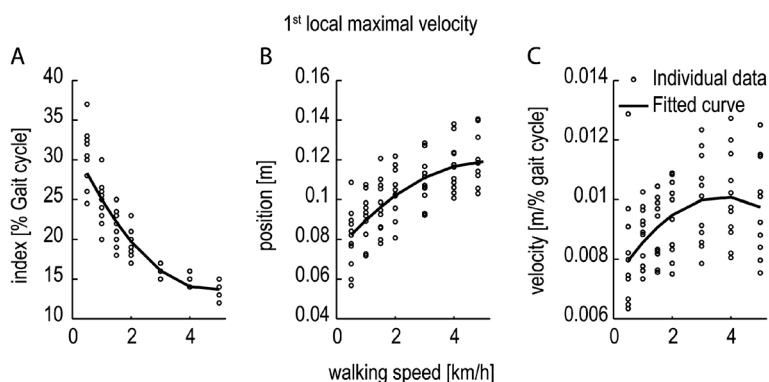 1st local maximal velocity
A
index [% Gait cycle]
40
35
30
25
20
15
10
0
2
4
B
position [m]
0.16
0.14
0.12
0.1
0.08
0.06
0.04
0
2
4
walking speed [km/h]
C
velocity [m/% gait cycle]
0.014
0.012
0.01
0.008
0.006
0
2
4
6
Individual data
Fitted curve